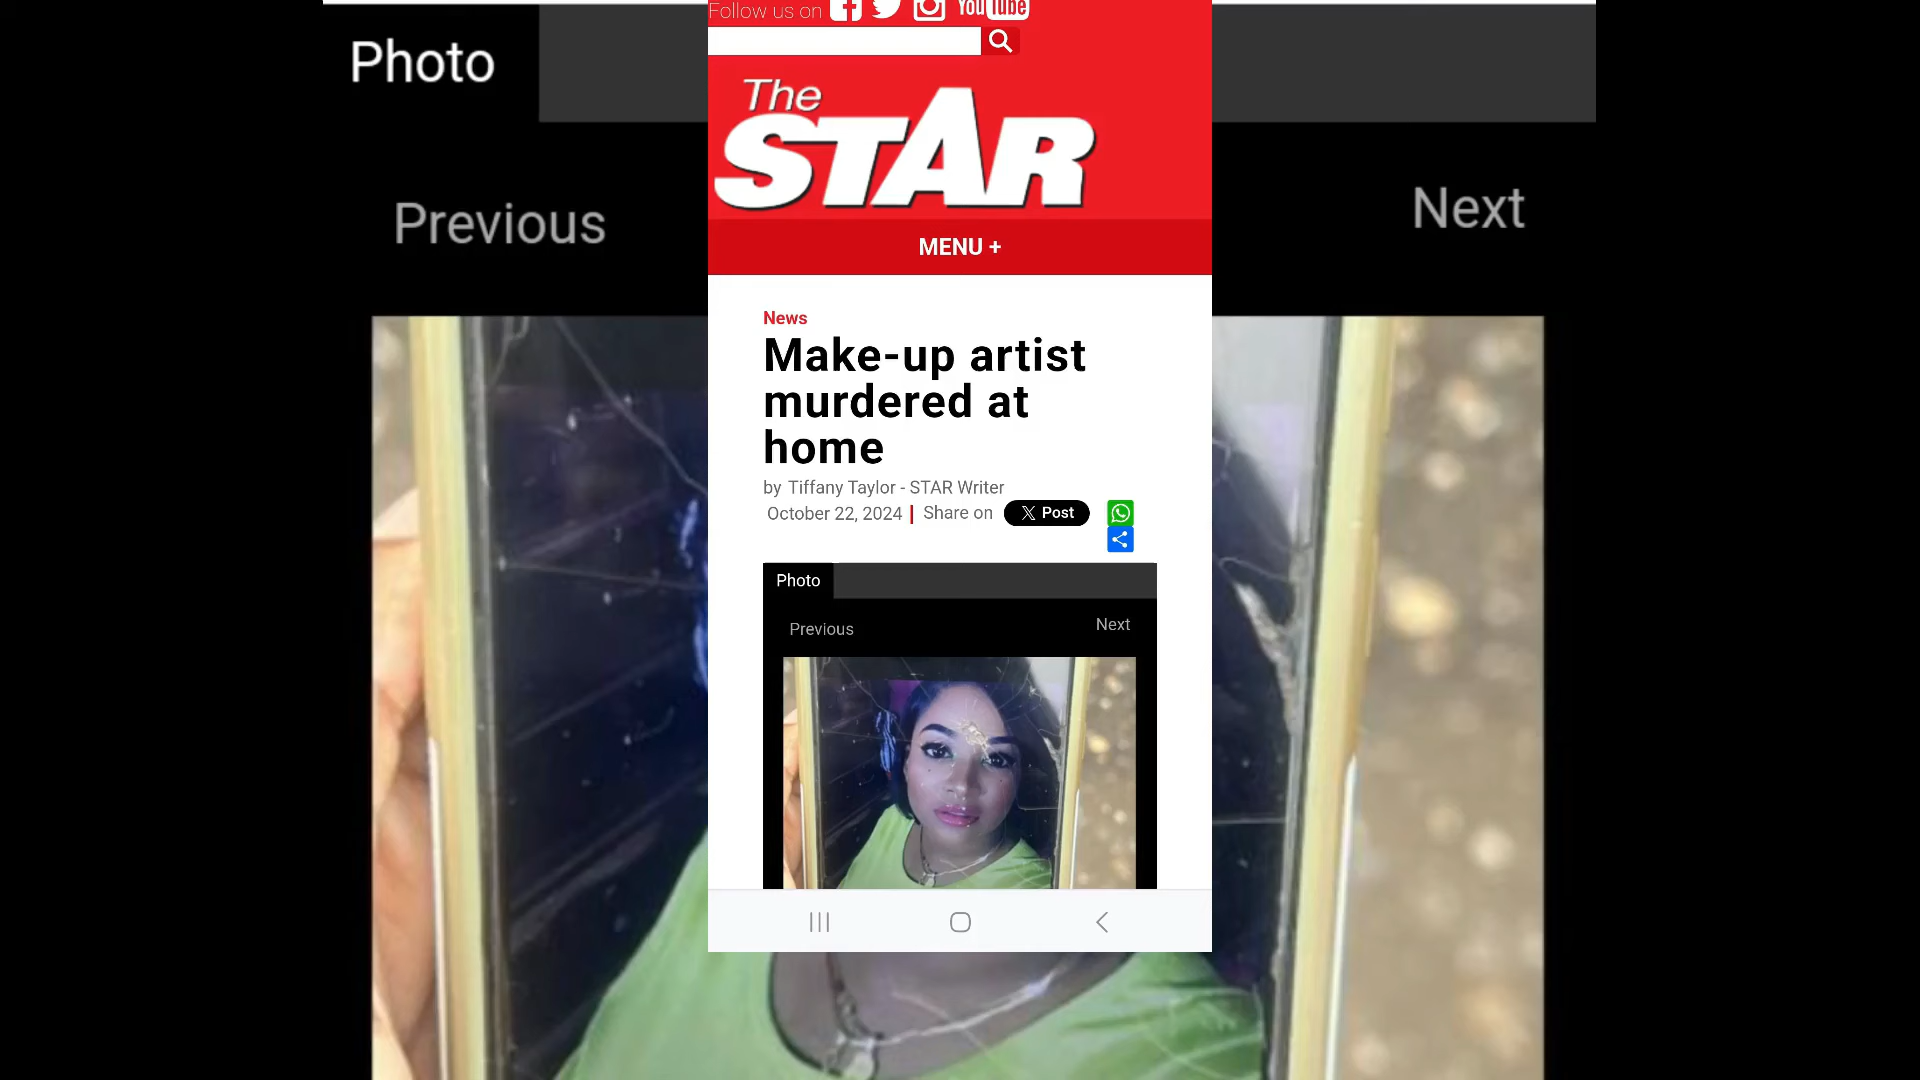 Photo
Previous
Next
Follow us on
YouTube
The
STAR
MENU +
News
Make-up artist
murdered at
home
by Tiffany Taylor - STAR Writer
October 22, 2024 | Share on X Post
Photo
Previous
Next